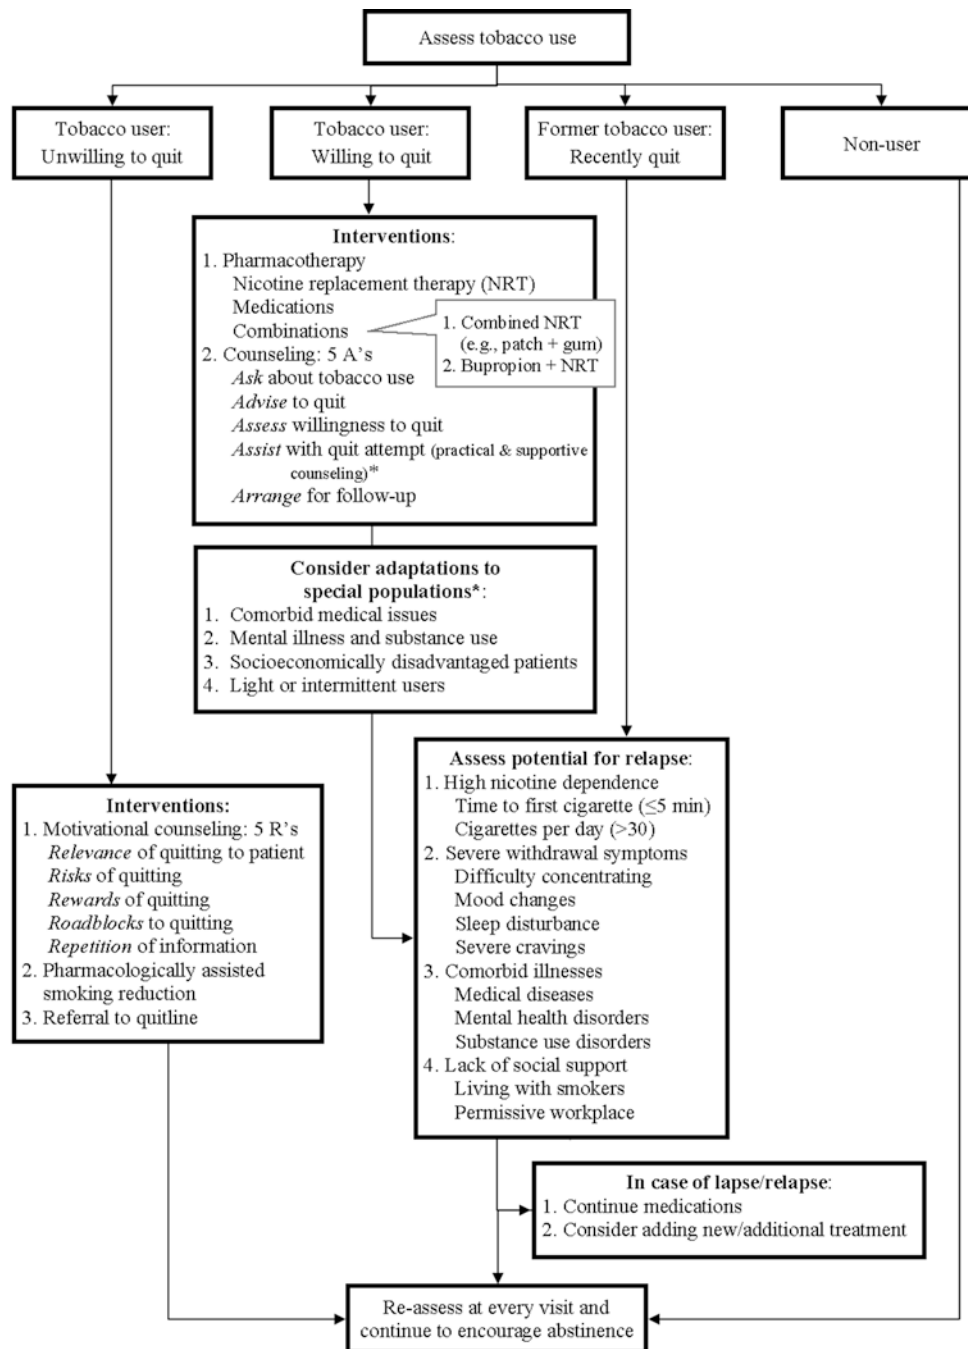 Assess tobacco use
Tobacco user:
Unwilling to quit
Tobacco user:
Willing to quit
Former tobacco user:
Recently quit
Non-user
Interventions:
1. Pharmacotherapy
Nicotine replacement therapy (NRT)
Medications
Combinations
1. Combined NRT
(e.g., patch + gum)
2. Bupropion + NRT
2. Counseling: 5 A's
Ask about tobacco use
Advise to quit
Assess willingness to quit
Assist with quit attempt (practical & supportive
counseling)*
Arrange for follow-up
Consider adaptations to
special populations*:
1. Comorbid medical issues
2. Mental illness and substance use
3. Socioeconomically disadvantaged patients
4. Light or intermittent users
Interventions:
1. Motivational counseling: 5 R's
Relevance of quitting to patient
Risks of quitting
Rewards of quitting
Roadblocks to quitting
Repetition of information
2. Pharmacologically assisted
smoking reduction
3. Referral to quitline
Assess potential for relapse:
1. High nicotine dependence
Time to first cigarette (≤5 min)
Cigarettes per day (>30)
2. Severe withdrawal symptoms
Difficulty concentrating
Mood changes
Sleep disturbance
Severe cravings
3. Comorbid illnesses
Medical diseases
Mental health disorders
Substance use disorders
4. Lack of social support
Living with smokers
Permissive workplace
In case of lapse/relapse:
1. Continue medications
2. Consider adding new/additional treatment
Re-assess at every visit and
continue to encourage abstinence